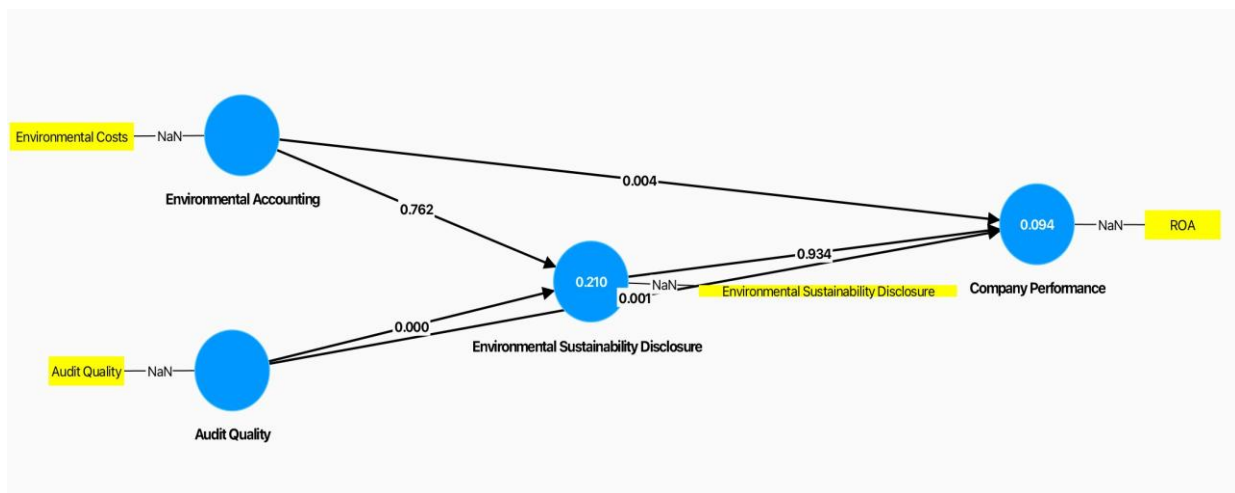 Environmental Costs
NaN
Environmental Accounting
0.004
0.762
0.094
NaN
ROA
Company Performance
0.934
0.210
NaN
Environmental Sustainability Disclosure
0.001
Environmental Sustainability Disclosure
0.000
Audit Quality
NaN
Audit Quality